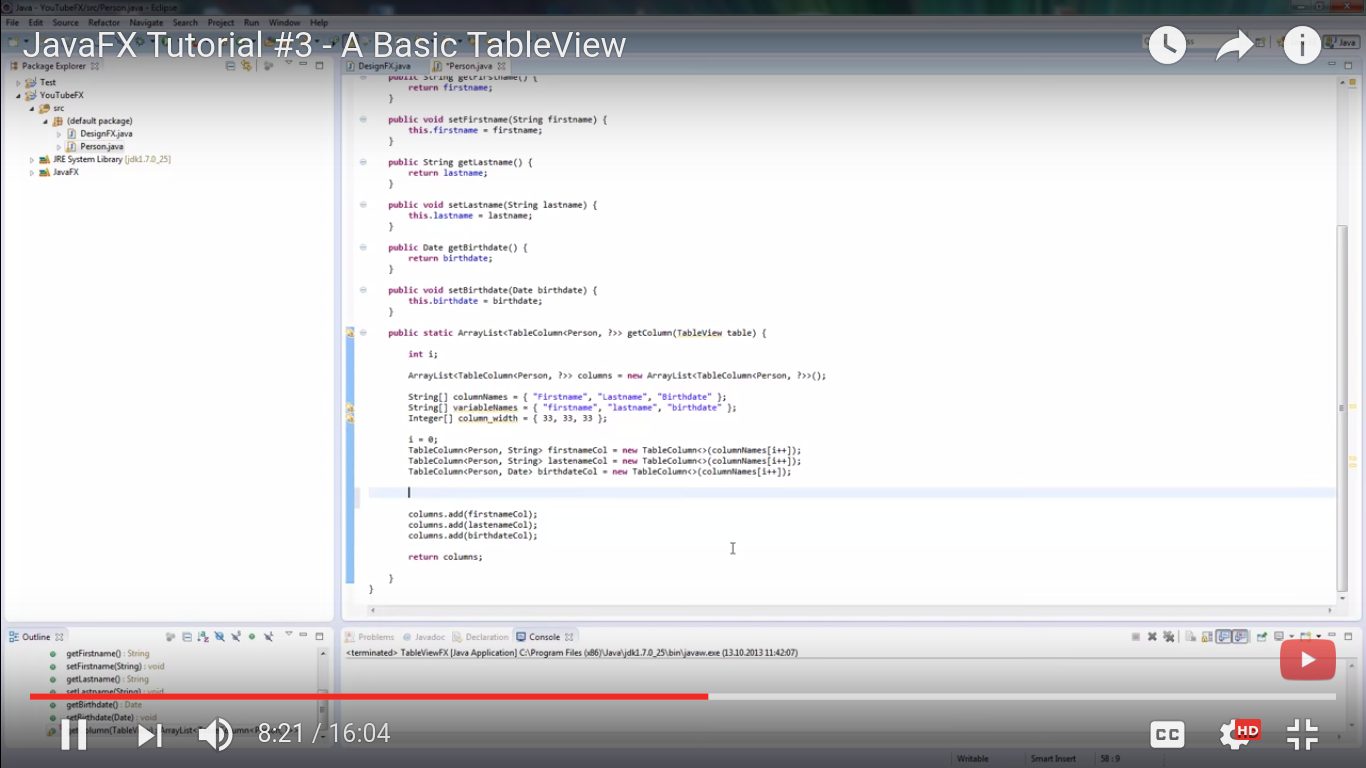 Java - YouTubeFX/src/Person.java - Eclipse
File Edit Source Refactor Navigate Search Project Run Window Help
JavaFX Tutorial #3 - A Basic TableView
Java
Package Explorer
DesignFX.java *Person.java
Test
YouTubeFX
src
(default package)
DesignFX.java
Person.java
JRE System Library [jdk1.7.0_25]
JavaFX
public String getFirstname() {
return firstname;
}
public void setFirstname(String firstname) {
this.firstname = firstname;
}
public String getLastname() {
return lastname;
}
public void setLastname(String lastname) {
this.lastname = lastname;
}
public Date getBirthdate() {
return birthdate;
}
public void setBirthdate(Date birthdate) {
this.birthdate = birthdate;
}
public static ArrayList<TableColumn<Person, ?>> getColumn(TableView table) {
int i;
ArrayList<TableColumn<Person, ?>> columns = new ArrayList<TableColumn<Person, ?>>();
String[] columnNames = { "Firstname", "Lastname", "Birthdate" };
String[] variableNames = { "firstname", "lastname", "birthdate" };
Integer[] column_width = { 33, 33, 33 };
i = 0;
TableColumn<Person, String> firstnameCol = new TableColumn<>(columnNames[i++]);
TableColumn<Person, String> lastenameCol = new TableColumn<>(columnNames[i++]);
TableColumn<Person, Date> birthdateCol = new TableColumn<>(columnNames[i++]);
columns.add(firstnameCol);
columns.add(lastenameCol);
columns.add(birthdateCol);
return columns;
}
}
Outline
getFirstname() : String
setFirstname(String) : void
getLastname() : String
setLastname(String) : void
getBirthdate() : Date
setBirthdate(Date) : void
Problems @ Javadoc Declaration Console
<terminated> TableViewFX [Java Application] C:\Program Files (x86)\Java\jdk1.7.0_25\bin\javaw.exe (13.10.2013 11:42:07)
8:21 / 16:04
CC HD
Writable Smart Insert 58 : 9